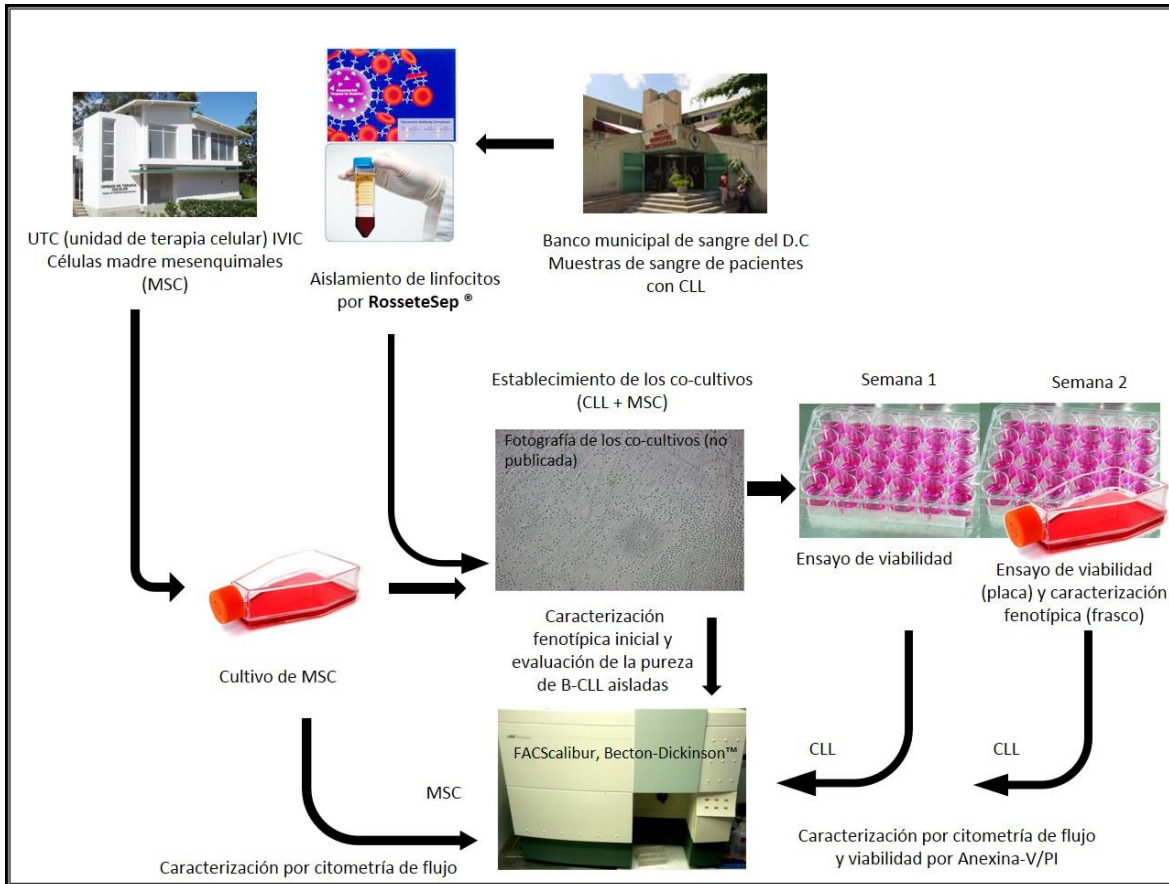 UNIDAD DE TERAPIA
CELULAR
UTC (unidad de terapia celular) IVIC
Células madre mesenquimales
(MSC)
Aislamiento de linfocitos
por RosseteSep ®
Banco municipal de sangre del D.C
Muestras de sangre de pacientes
con CLL
Establecimiento de los co-cultivos
(CLL + MSC)
Fotografía de los co-cultivos (no
publicada)
Semana 1
Semana 2
Ensayo de viabilidad
Ensayo de viabilidad
(placa) y caracterización
fenotípica (frasco)
Cultivo de MSC
Caracterización
fenotípica inicial y
evaluación de la pureza
de B-CLL aisladas
FACScalibur, Becton-Dickinson™
CLL
CLL
MSC
Caracterización por citometría de flujo
Caracterización por citometría de flujo
y viabilidad por Anexina-V/PI